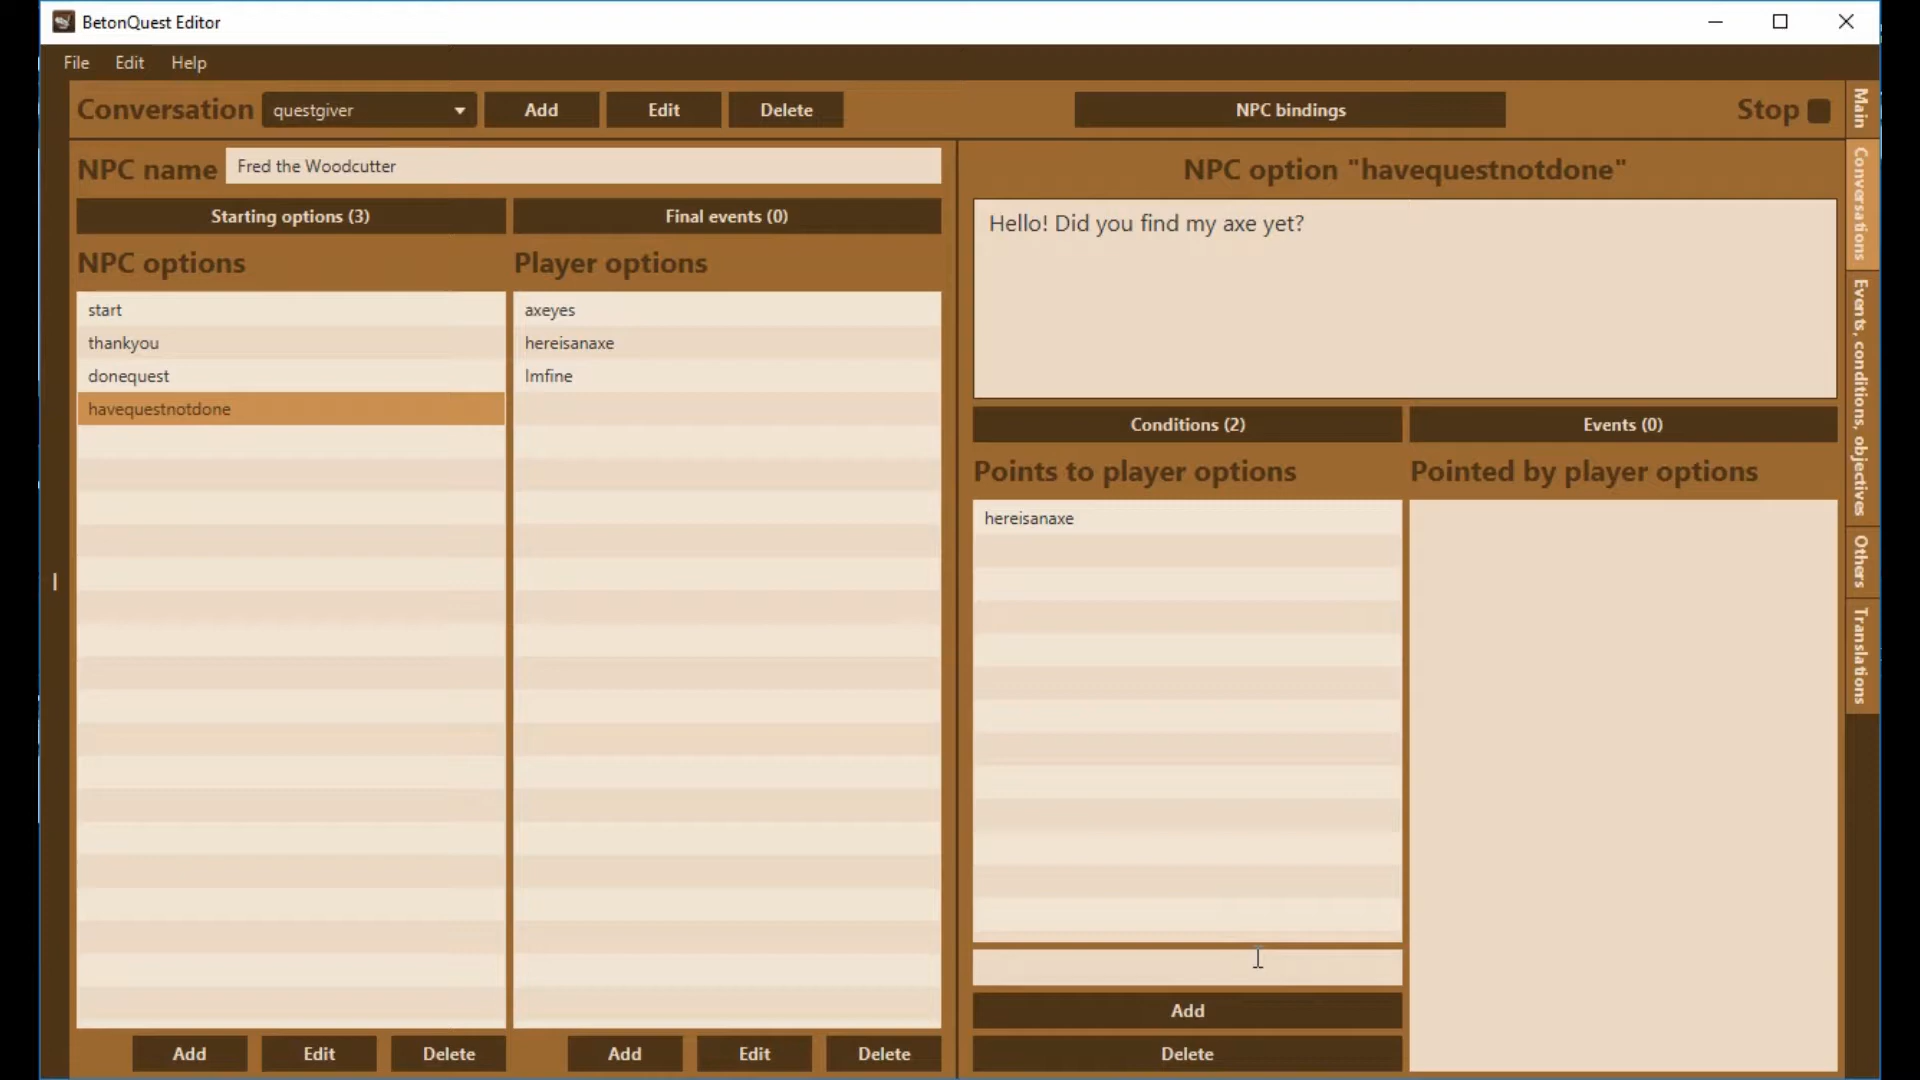 BetonQuest Editor
File Edit Help
Conversation questgiver Add Edit Delete NPC bindings Stop
NPC name Fred the Woodcutter
Starting options (3) Final events (0)
NPC options Player options
start
thankyou
donequest
havequestnotdone
axeyes
hereisanaxe
Imfine
Add Edit Delete
Add Edit Delete
NPC option "havequestnotdone"
Hello! Did you find my axe yet?
Conditions (2) Events (0)
Points to player options Pointed by player options
hereisanaxe
Add
Delete
Main
Conversations
Events, conditions, objectives
Others
Translations